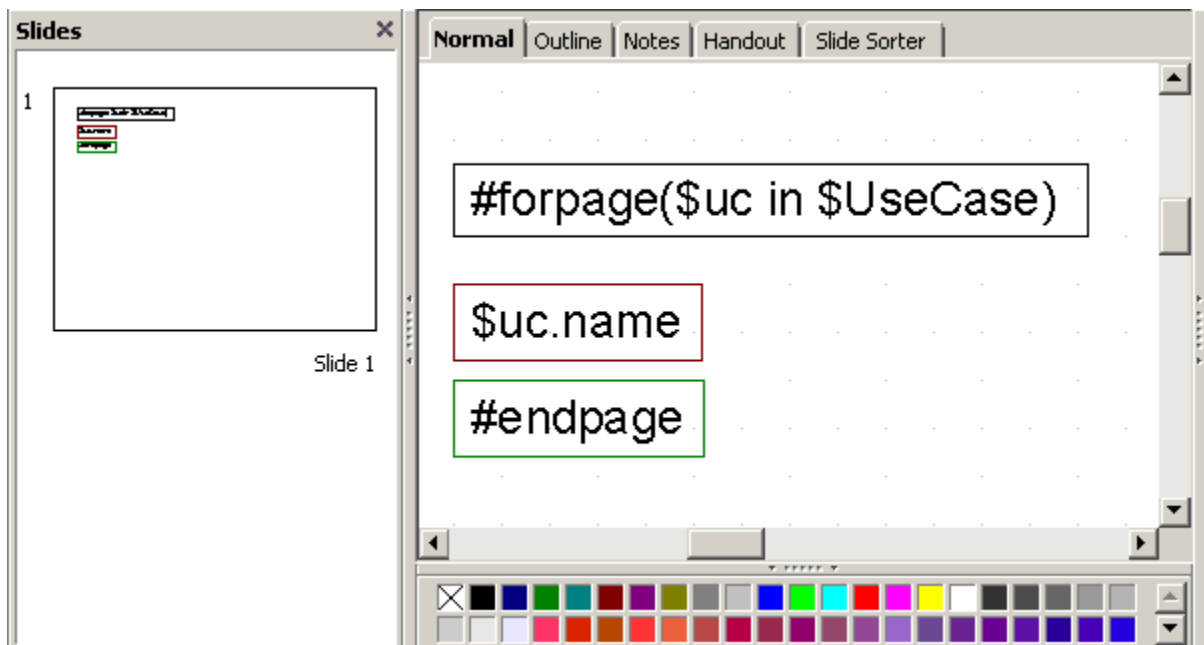 Slides
1
Slide 1
Normal Outline Notes Handout Slide Sorter
#forpage($uc in $UseCase)
$uc.name
#endpage